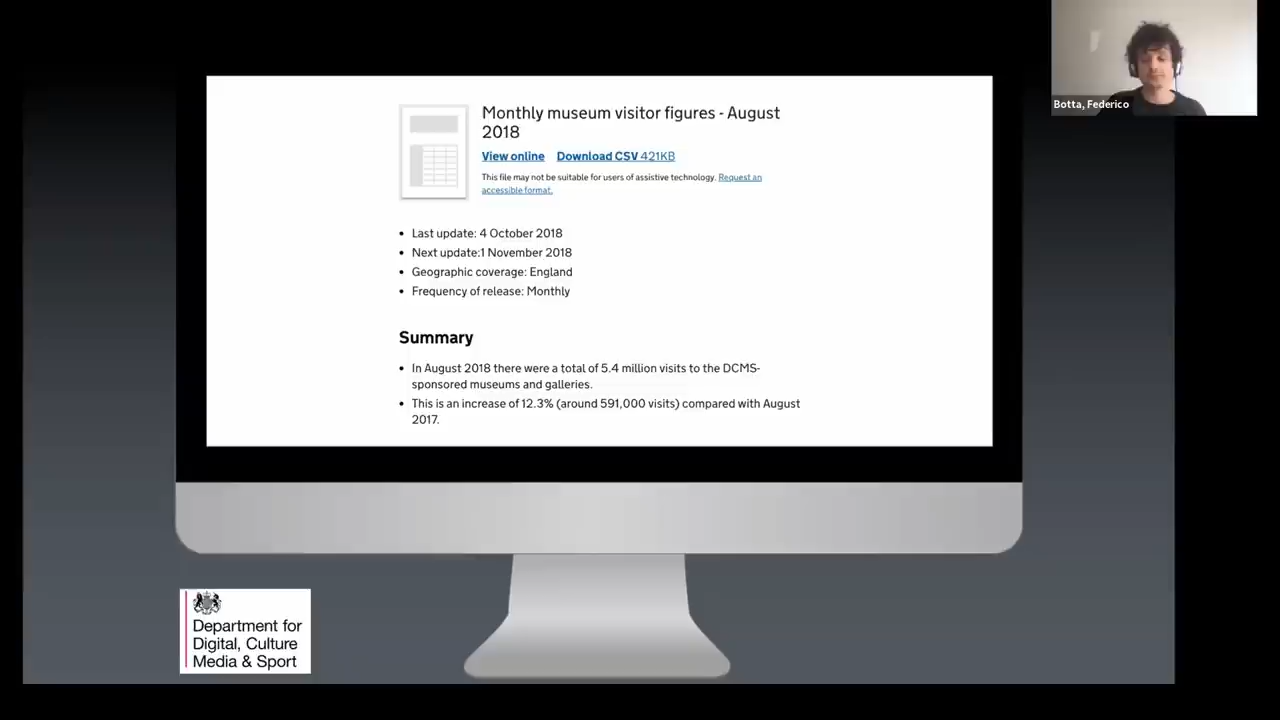 Monthly museum visitor figures - August
2018
View online Download CSV 421KB
This file may not be suitable for users of assistive technology. Request an
accessible format.
• Last update: 4 October 2018
• Next update:1 November 2018
• Geographic coverage: England
• Frequency of release: Monthly
Summary
• In August 2018 there were a total of 5.4 million visits to the DCMS-
sponsored museums and galleries.
• This is an increase of 12.3% (around 591,000 visits) compared with August
2017.
Botta, Federico
Department for
Digital, Culture
Media & Sport